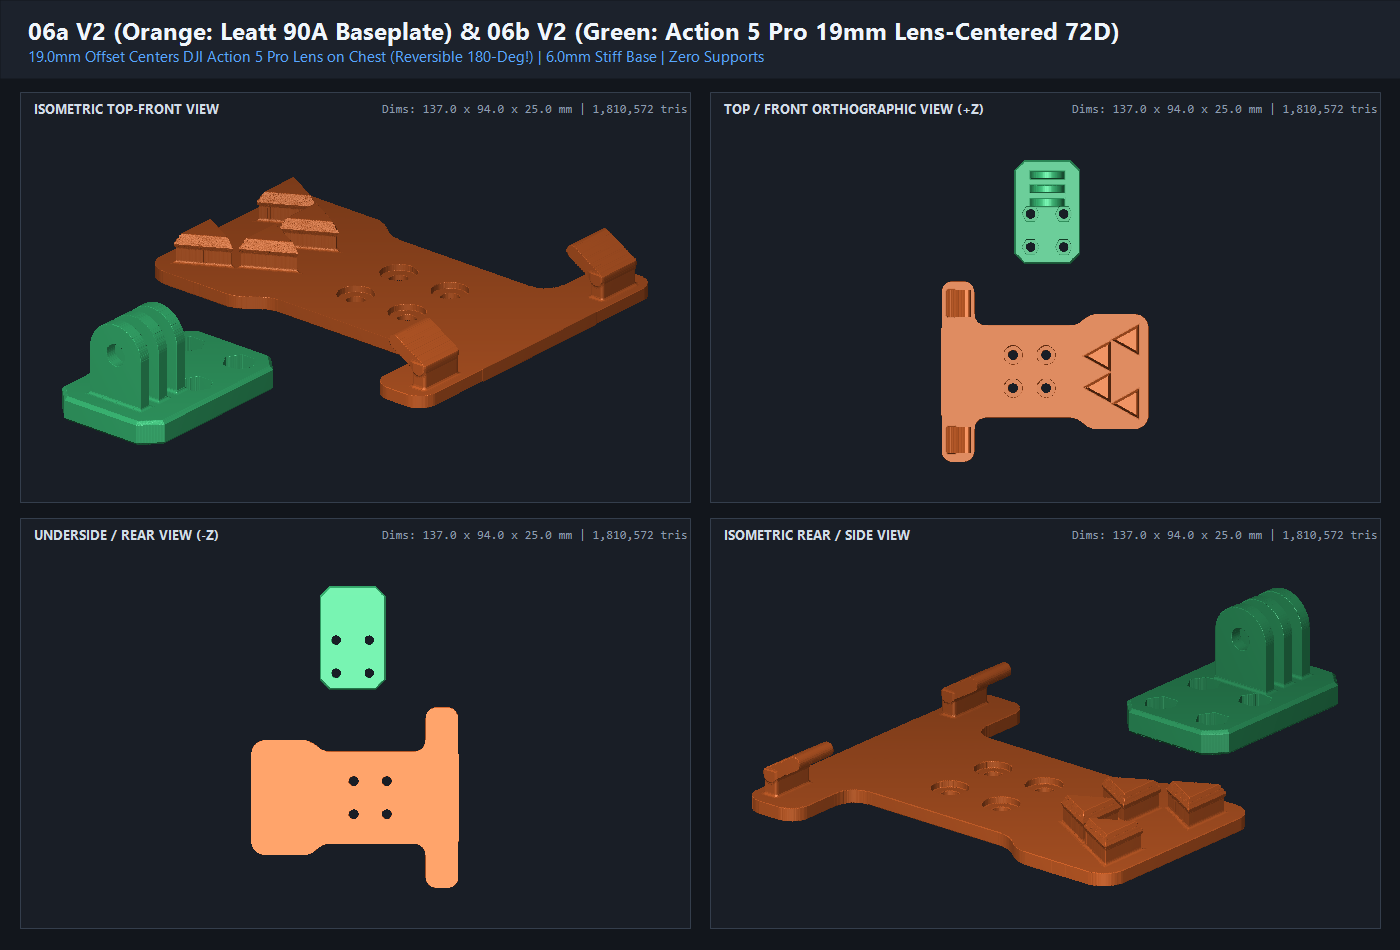 06a V2 (Orange: Leatt 90A Baseplate) & 06b V2 (Green: Action 5 Pro 19mm Lens-Centered 72D)
19.0mm Offset Centers DJI Action 5 Pro Lens on Chest (Reversible 180-Deg!) | 6.0mm Stiff Base | Zero Supports
ISOMETRIC TOP-FRONT VIEW
Dims: 137.0 x 94.0 x 25.0 mm | 1,810,572 tris
TOP / FRONT ORTHOGRAPHIC VIEW (+Z)
Dims: 137.0 x 94.0 x 25.0 mm | 1,810,572 tris
UNDERSIDE / REAR VIEW (-Z)
Dims: 137.0 x 94.0 x 25.0 mm | 1,810,572 tris
ISOMETRIC REAR / SIDE VIEW
Dims: 137.0 x 94.0 x 25.0 mm | 1,810,572 tris